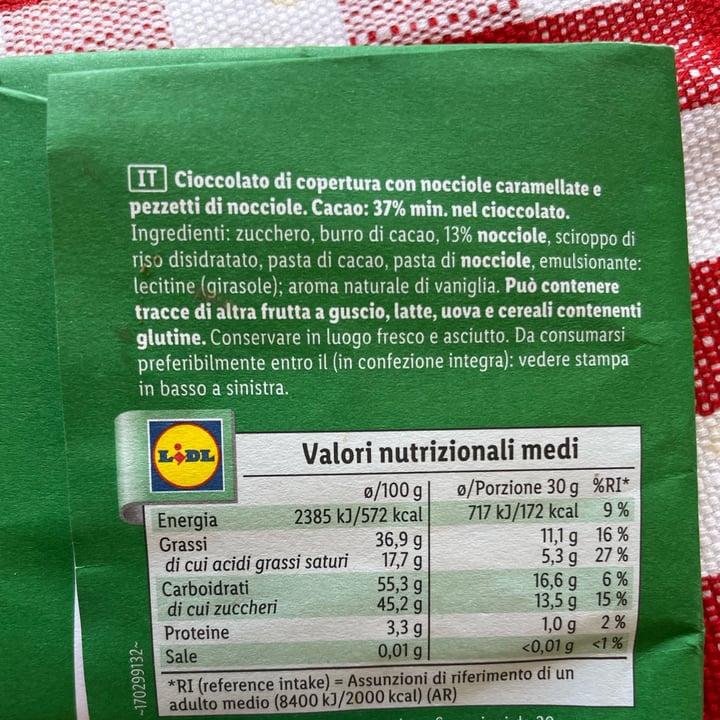 IT Cioccolato di copertura con nocciole caramellate e
pezzetti di nocciole. Cacao: 37% min. nel cioccolato.
Ingredienti: zucchero, burro di cacao, 13% nocciole, sciroppo di
riso disidratato, pasta di cacao, pasta di nocciole, emulsionante:
lecitine (girasole); aroma naturale di vaniglia. Può contenere
tracce di altra frutta a guscio, latte, uova e cereali contenenti
glutine. Conservare in luogo fresco e asciutto. Da consumarsi
preferibilmente entro il (in confezione integra): vedere stampa
in basso a sinistra.
LIDL
Valori nutrizionali medi
ø/100 g ø/Porzione 30 g %RI*
Energia 2385 kJ/572 kcal 717 kJ/172 kcal 9 %
Grassi 36,9 g 11,1 g 16 %
di cui acidi grassi saturi 17,7 g 5,3 g 27 %
Carboidrati 55,3 g 16,6 g 6 %
di cui zuccheri 45,2 g 13,5 g 15 %
Proteine 3,3 g 1,0 g 2 %
Sale 0,01 g <0,01 g <1 %
*RI (reference intake) = Assunzioni di riferimento di un
adulto medio (8400 kJ/2000 kcal) (AR)
~170299132~